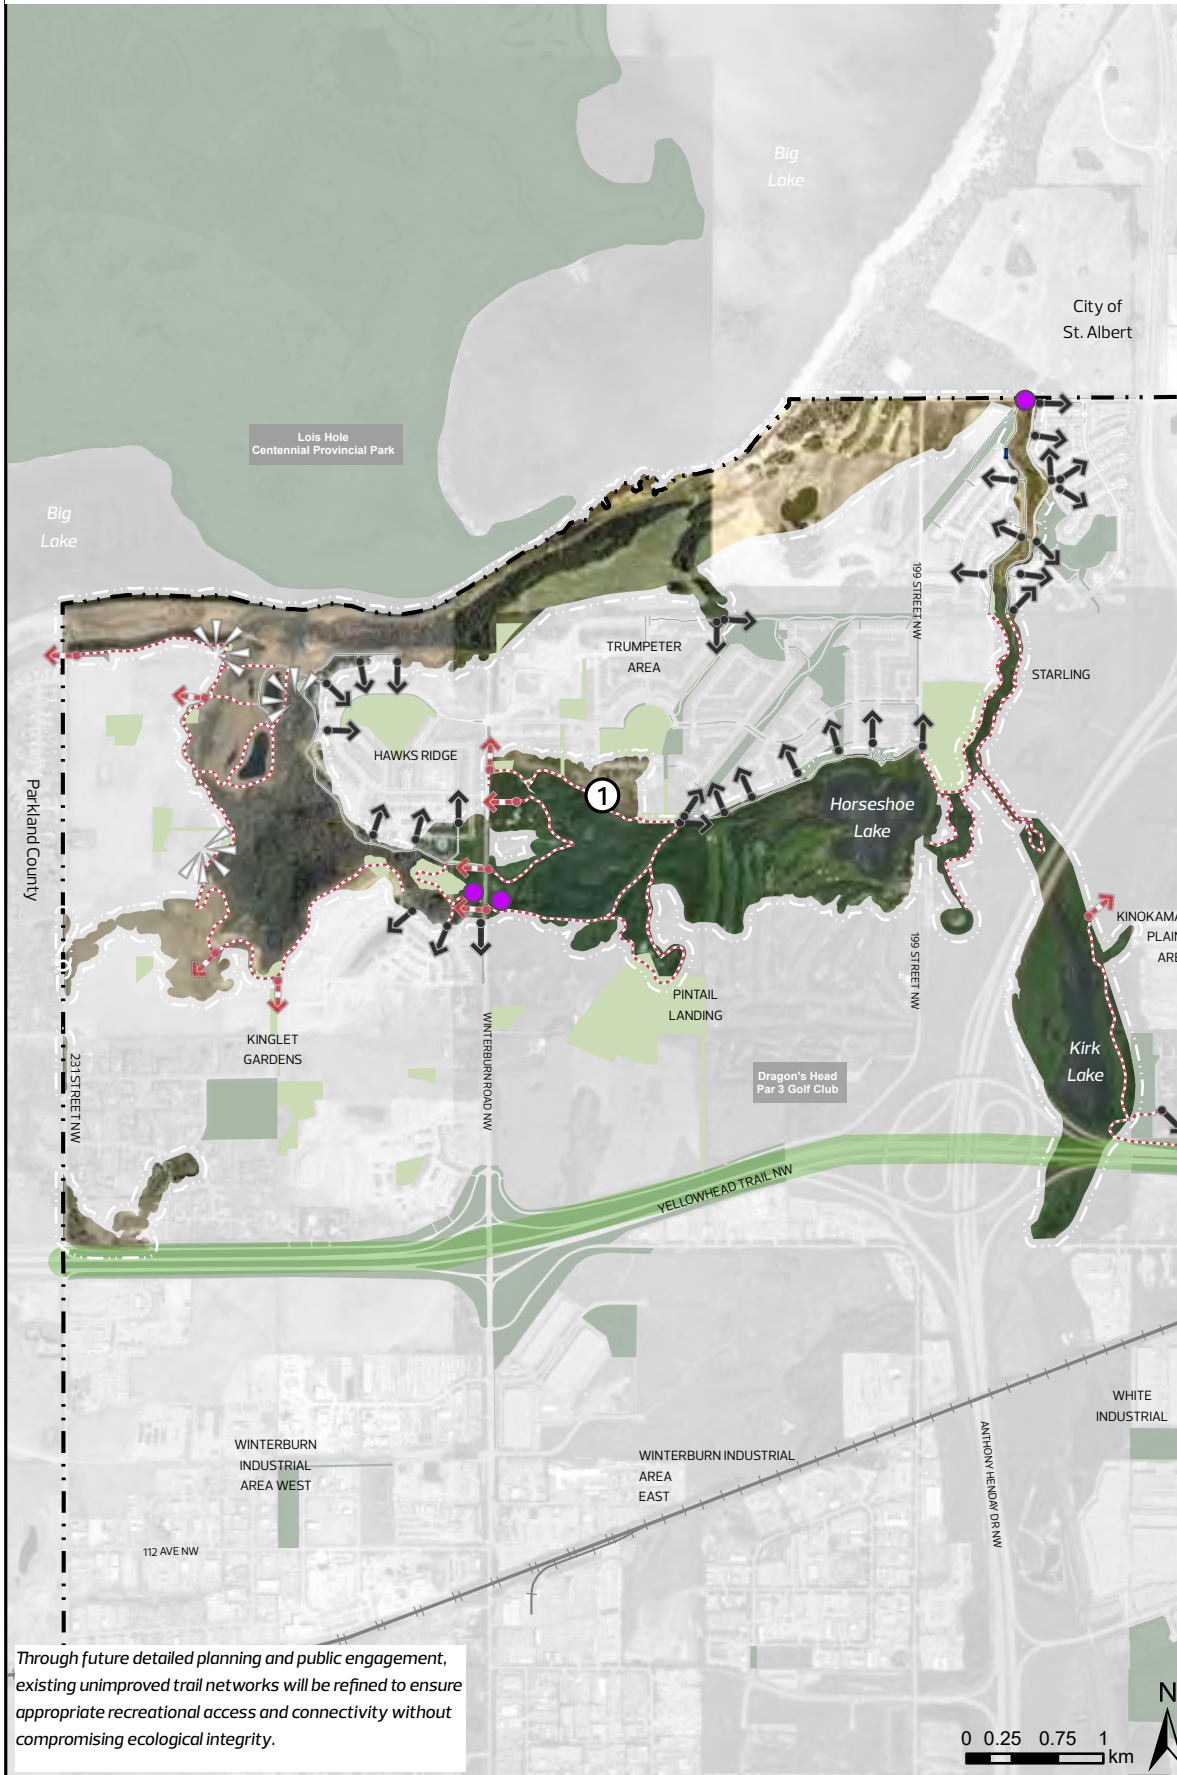 Big
Lake
City of
St. Albert
Lois Hole
Centennial Provincial Park
Big
Lake
199 STREET NW
TRUMPETER
AREA
STARLING
HAWKS RIDGE
Parkland County
1
Horseshoe
Lake
PLAIN
199 STREET NW
PINTAIL
LANDING
KINGLET
GARDENS
WINTERBURN ROAD NW
231 STREET NW
Kirk
Lake
Dragon's Head
Par 3 Golf Club
YELLOWHEAD TRAIL NW
WHITE
INDUSTRIAL
WINTERBURN
INDUSTRIAL
AREA WEST
WINTERBURN INDUSTRIAL
AREA
EAST
ANTHONY HENDAY DR NW
112 AVE NW
Through future detailed planning and public engagement,
existing unimproved trail networks will be refined to ensure
appropriate recreational access and connectivity without
compromising ecological integrity.
N
0 0.25 0.75 1
km